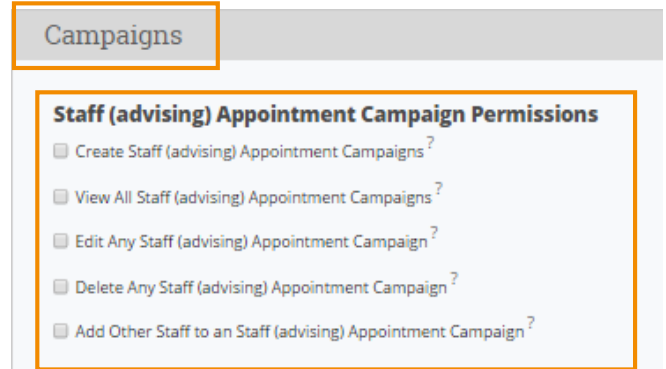 Campaigns
Staff (advising) Appointment Campaign Permissions
Create Staff (advising) Appointment Campaigns ?
View All Staff (advising) Appointment Campaigns ?
Edit Any Staff (advising) Appointment Campaign ?
Delete Any Staff (advising) Appointment Campaign ?
Add Other Staff to an Staff (advising) Appointment Campaign ?